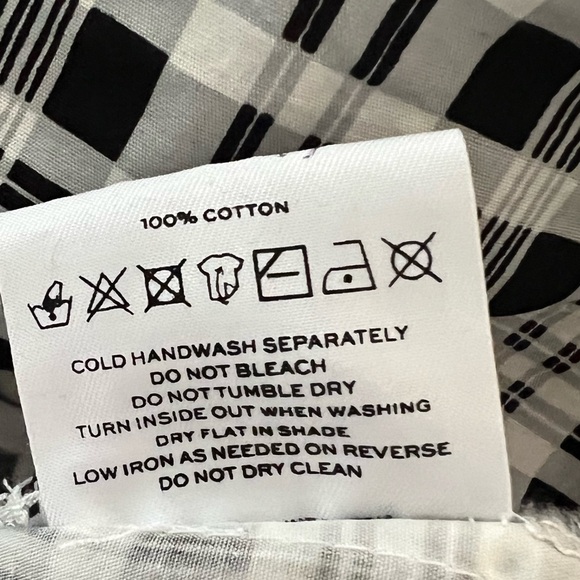 100% COTTON
COLD HANDWASH SEPARATELY
DO NOT BLEACH
DO NOT TUMBLE DRY
TURN INSIDE OUT WHEN WASHING
DRY FLAT IN SHADE
LOW IRON AS NEEDED ON REVERSE
DO NOT DRY CLEAN